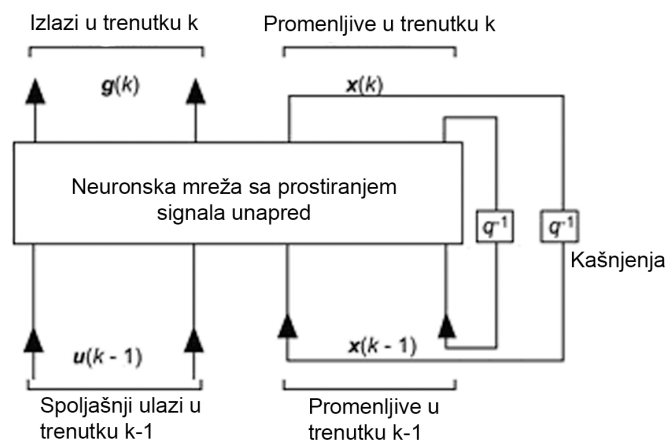 Izlazi u trenutku k
Promenljive u trenutku k
g(k)
x(k)
Neuronska mreža sa prostiranjem
signala unapred
q-1
q-1
Kašnjenja
u(k - 1)
x(k - 1)
Spoljašnji ulazi u
trenutku k-1
Promenljive u
trenutku k-1